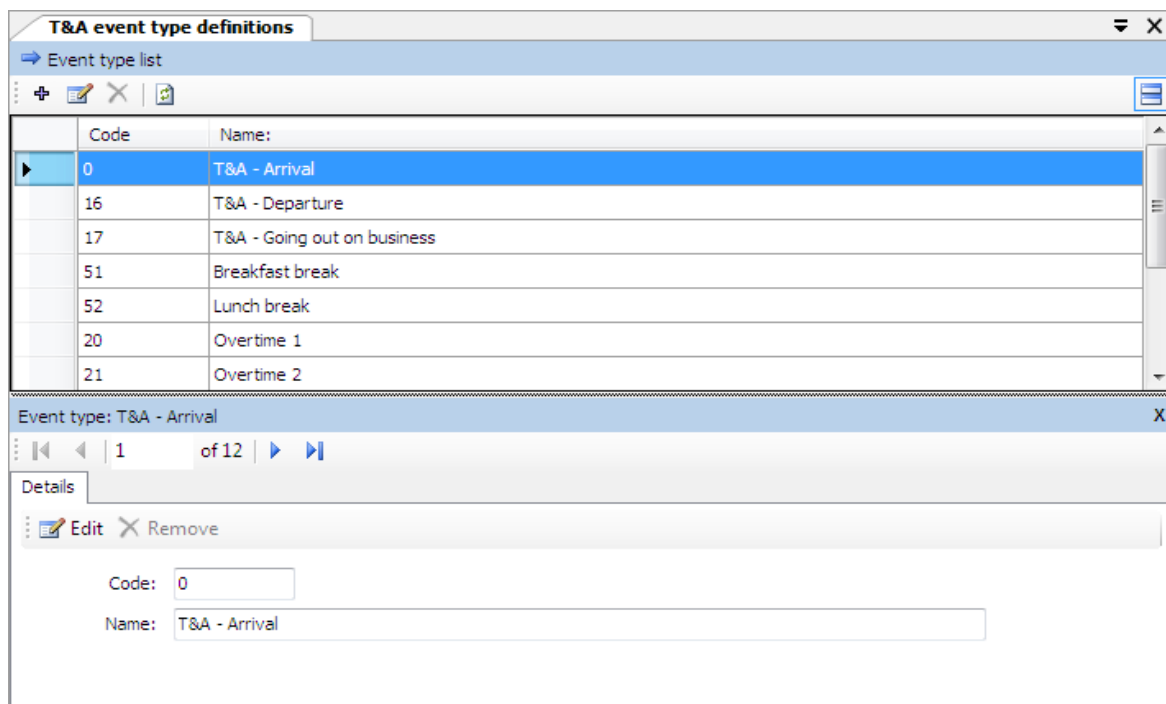 T&A event type definitions
Event type list
Code Name:
0 T&A - Arrival
16 T&A - Departure
17 T&A - Going out on business
51 Breakfast break
52 Lunch break
20 Overtime 1
21 Overtime 2
Event type: T&A - Arrival X
1 of 12
Details
Edit Remove
Code: 0
Name: T&A - Arrival